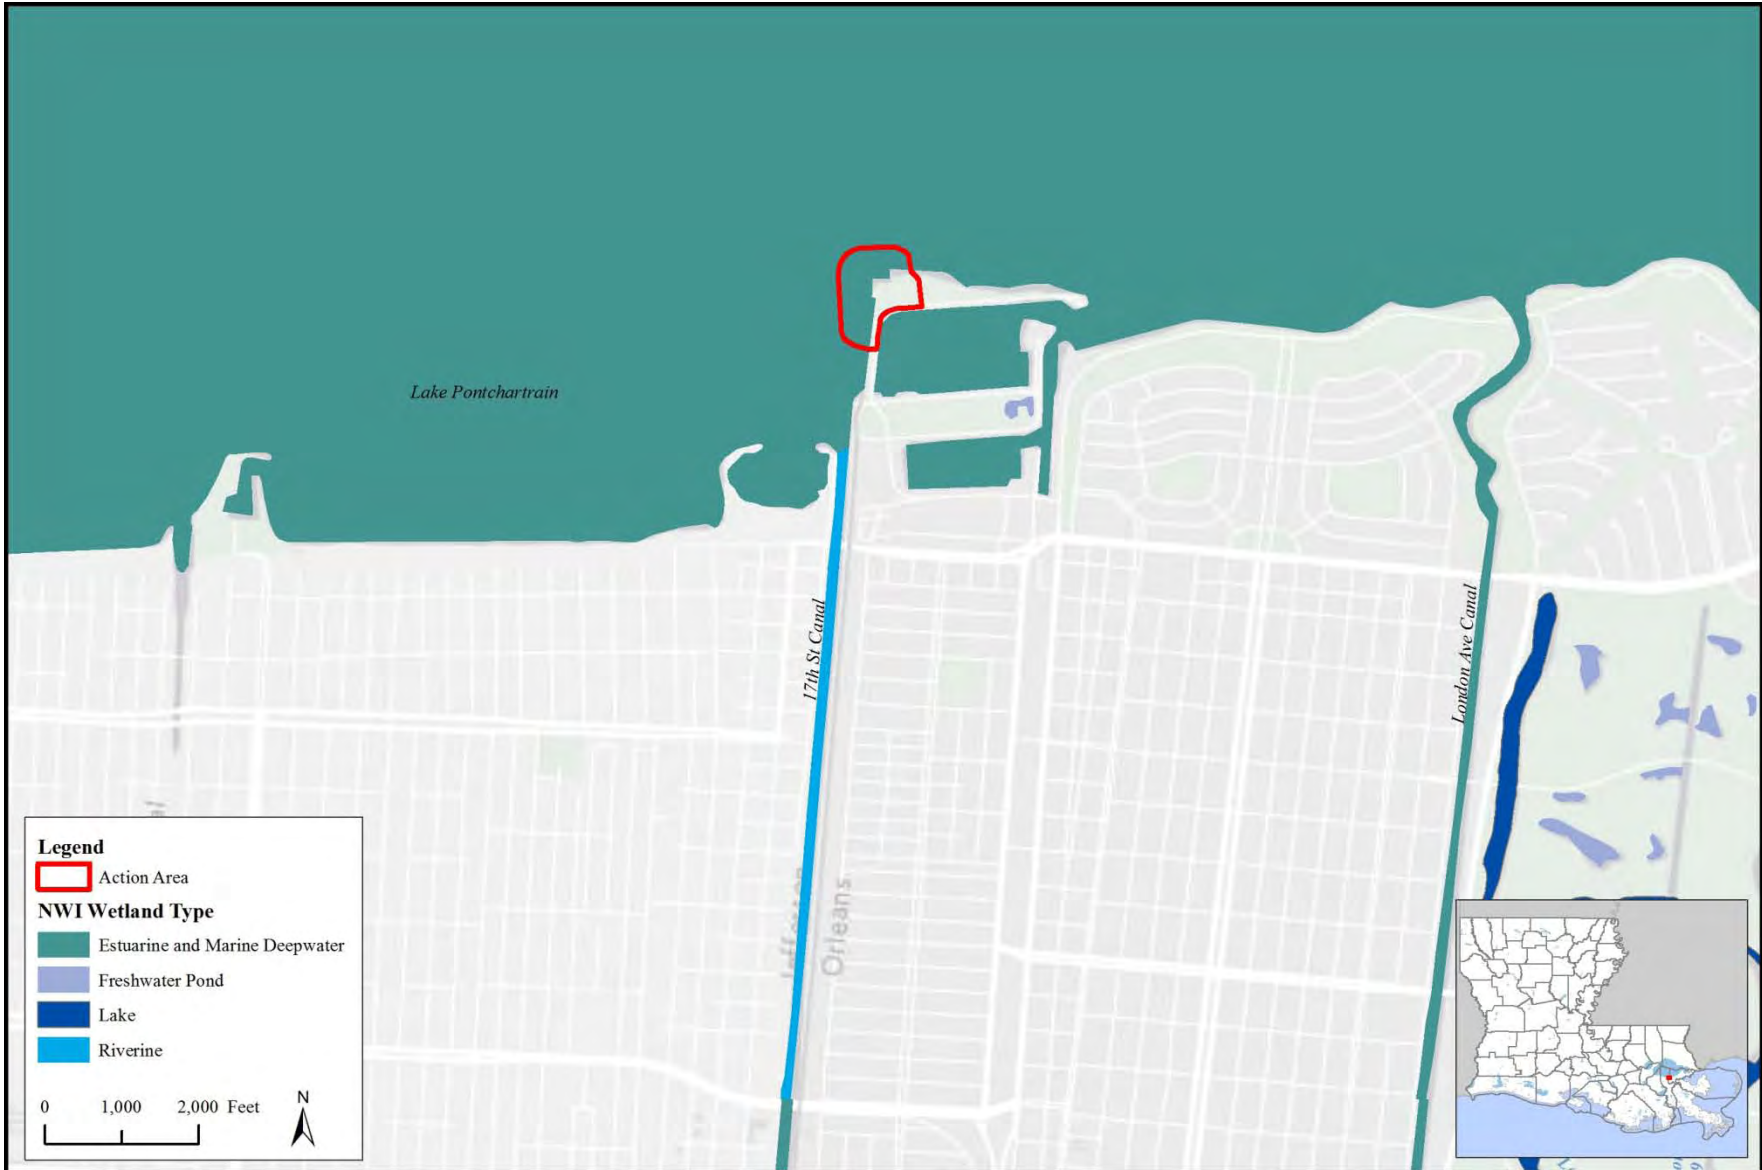 Lake Pontchartrain
17th St Canal
London Ave Canal
Jefferson
Orleans
Legend
Action Area
NWI Wetland Type
Estuarine and Marine Deepwater
Freshwater Pond
Lake
Riverine
0 1,000 2,000 Feet
N